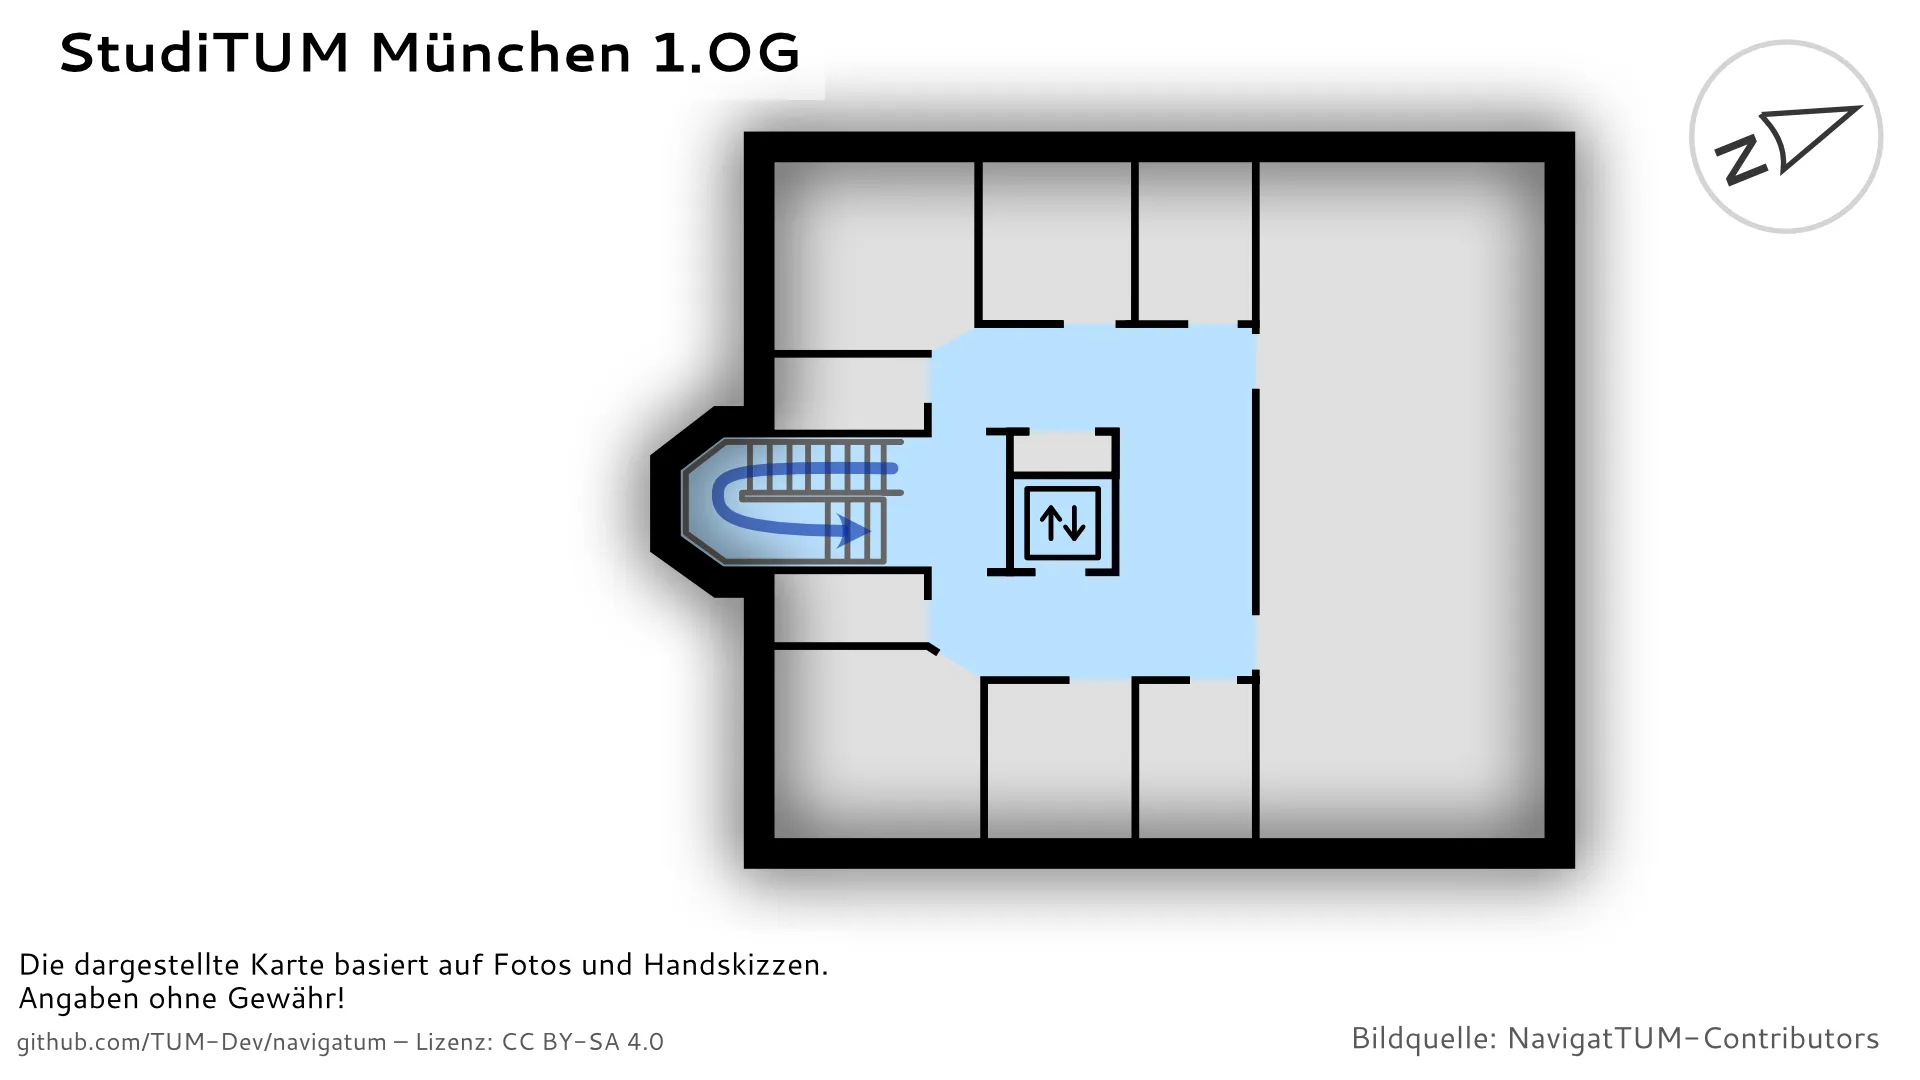 StudiTUM München 1.OG
N
Die dargestellte Karte basiert auf Fotos und Handskizzen.
Angaben ohne Gewähr!
github.com/TUM-Dev/navigatum – Lizenz: CC BY-SA 4.0
Bildquelle: NavigatTUM-Contributors